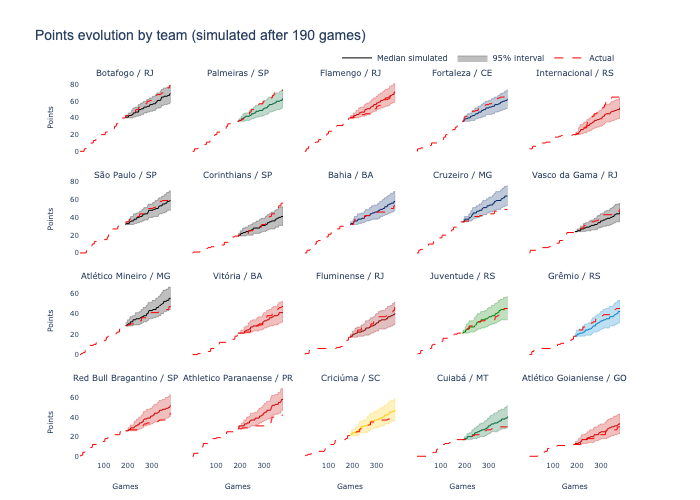 Points evolution by team (simulated after 190 games)
Median simulated 95% interval Actual
Botafogo / RJ Palmeiras / SP Flamengo / RJ Fortaleza / CE Internacional / RS
80
60
40
20
0
Points
São Paulo / SP Corinthians / SP Bahia / BA Cruzeiro / MG Vasco da Gama / RJ
80
60
40
20
0
Points
Atlético Mineiro / MG Vitória / BA Fluminense / RJ Juventude / RS Grêmio / RS
60
40
20
0
Points
Red Bull Bragantino / SP Athletico Paranaense / PR Criciúma / SC Cuiabá / MT Atlético Goianiense / GO
60
40
20
0
Points
100 200 300 100 200 300 100 200 300 100 200 300 100 200 300
Games Games Games Games Games